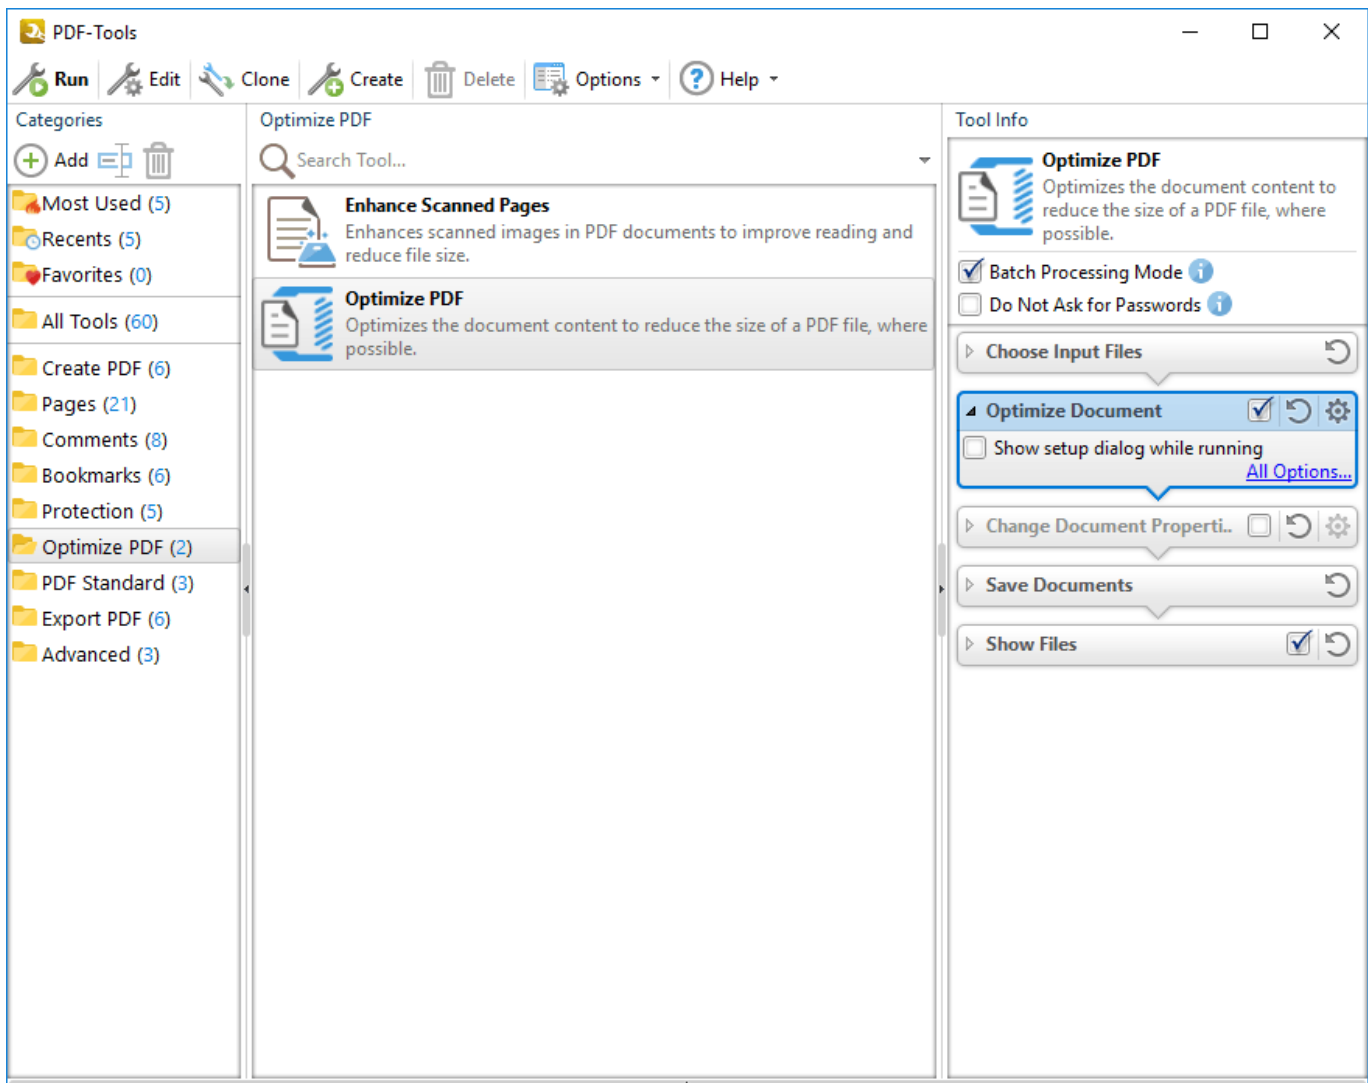 PDF-Tools
Run Edit Clone Create Delete Options Help
Categories
Add
Most Used (5)
Recents (5)
Favorites (0)
All Tools (60)
Create PDF (6)
Pages (21)
Comments (8)
Bookmarks (6)
Protection (5)
Optimize PDF (2)
PDF Standard (3)
Export PDF (6)
Advanced (3)
Optimize PDF
Search Tool...
Enhance Scanned Pages
Enhances scanned images in PDF documents to improve reading and
reduce file size.
Optimize PDF
Optimizes the document content to reduce the size of a PDF file, where
possible.
Tool Info
Optimize PDF
Optimizes the document content to
reduce the size of a PDF file, where
possible.
Batch Processing Mode
Do Not Ask for Passwords
Choose Input Files
Optimize Document
Show setup dialog while running
All Options...
Change Document Properti..
Save Documents
Show Files